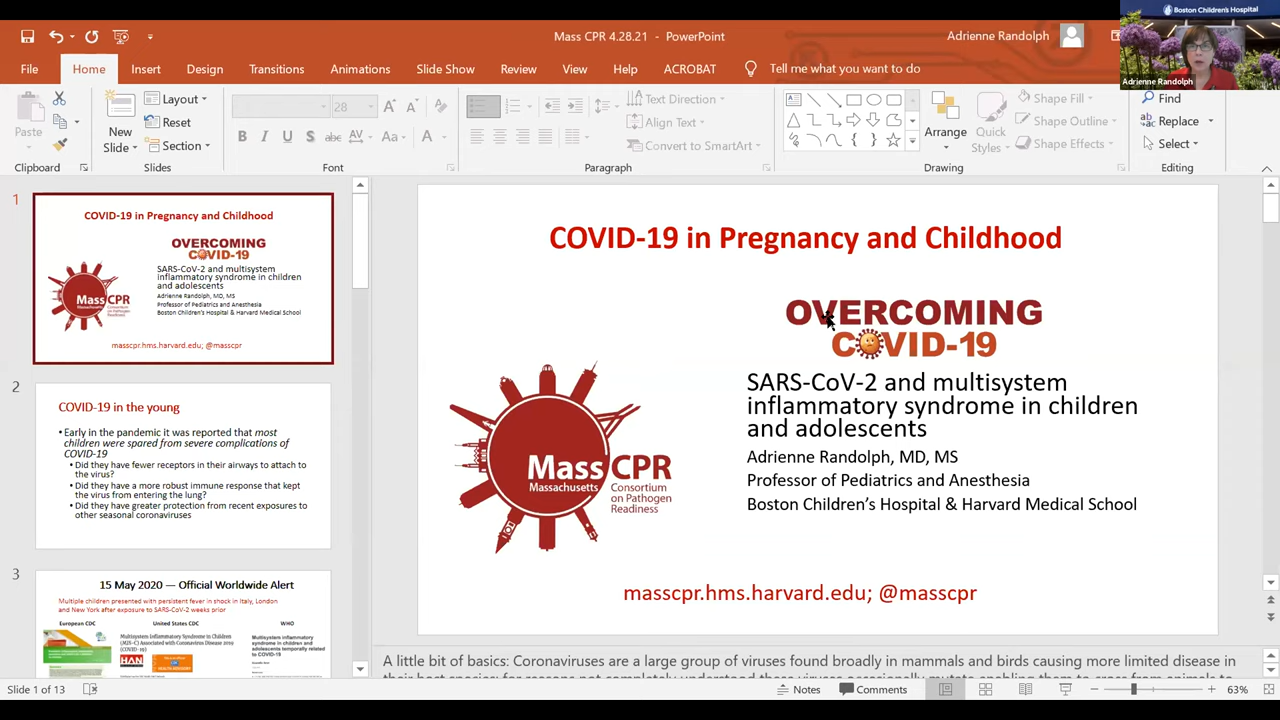 Boston Children's Hospital
Mass CPR 4.28.21 - PowerPoint
Adrienne Randolph
Adrienne Randolph
File Home Insert Design Transitions Animations Slide Show Review View Help ACROBAT Tell me what you want to do
Paste
New
Slide
Layout
Reset
Section
28
B I U S abc AV Aa A
Text Direction
Align Text
Convert to SmartArt
Arrange
Quick
Styles
Shape Fill
Shape Outline
Shape Effects
Find
Replace
Select
Clipboard Slides Font Paragraph Drawing Editing
1
COVID-19 in Pregnancy and Childhood
OVERCOMING
COVID-19
SARS-CoV-2 and multisystem
inflammatory syndrome in children
and adolescents
Adrienne Randolph, MD, MS
Professor of Pediatrics and Anesthesia
Boston Children's Hospital & Harvard Medical School
MassCPR
Massachusetts Consortium
on Pathogen
Readiness
masscpr.hms.harvard.edu; @masscpr
2
COVID-19 in the young
• Early in the pandemic it was reported that most
children were spared from severe complications of
COVID-19
• Did they have fewer receptors in their airways to attach to
the virus?
• Did they have a more robust immune response that kept
the virus from entering the lung?
• Did they have greater protection from recent exposures to
other seasonal coronaviruses
3
15 May 2020 — Official Worldwide Alert
Multiple children presented with persistent fever in shock in Italy, London
and New York after exposure to SARS-CoV-2 weeks prior
European CDC United States CDC WHO
Multisystem Inflammatory Syndrome in Children
(MIS-C) Associated with Coronavirus Disease 2019
(COVID-19)
HAN
Multisystem inflammatory
syndrome in children and
adolescents temporally related
to COVID-19
COVID-19 in Pregnancy and Childhood
OVERCOMING
COVID-19
SARS-CoV-2 and multisystem
inflammatory syndrome in children
and adolescents
Adrienne Randolph, MD, MS
Professor of Pediatrics and Anesthesia
Boston Children's Hospital & Harvard Medical School
MassCPR
Massachusetts Consortium
on Pathogen
Readiness
masscpr.hms.harvard.edu; @masscpr
A little bit of basics: Coronaviruses are a large group of viruses found broadly in mammals and birds causing more limited disease in
Slide 1 of 13
Notes
Comments
63%